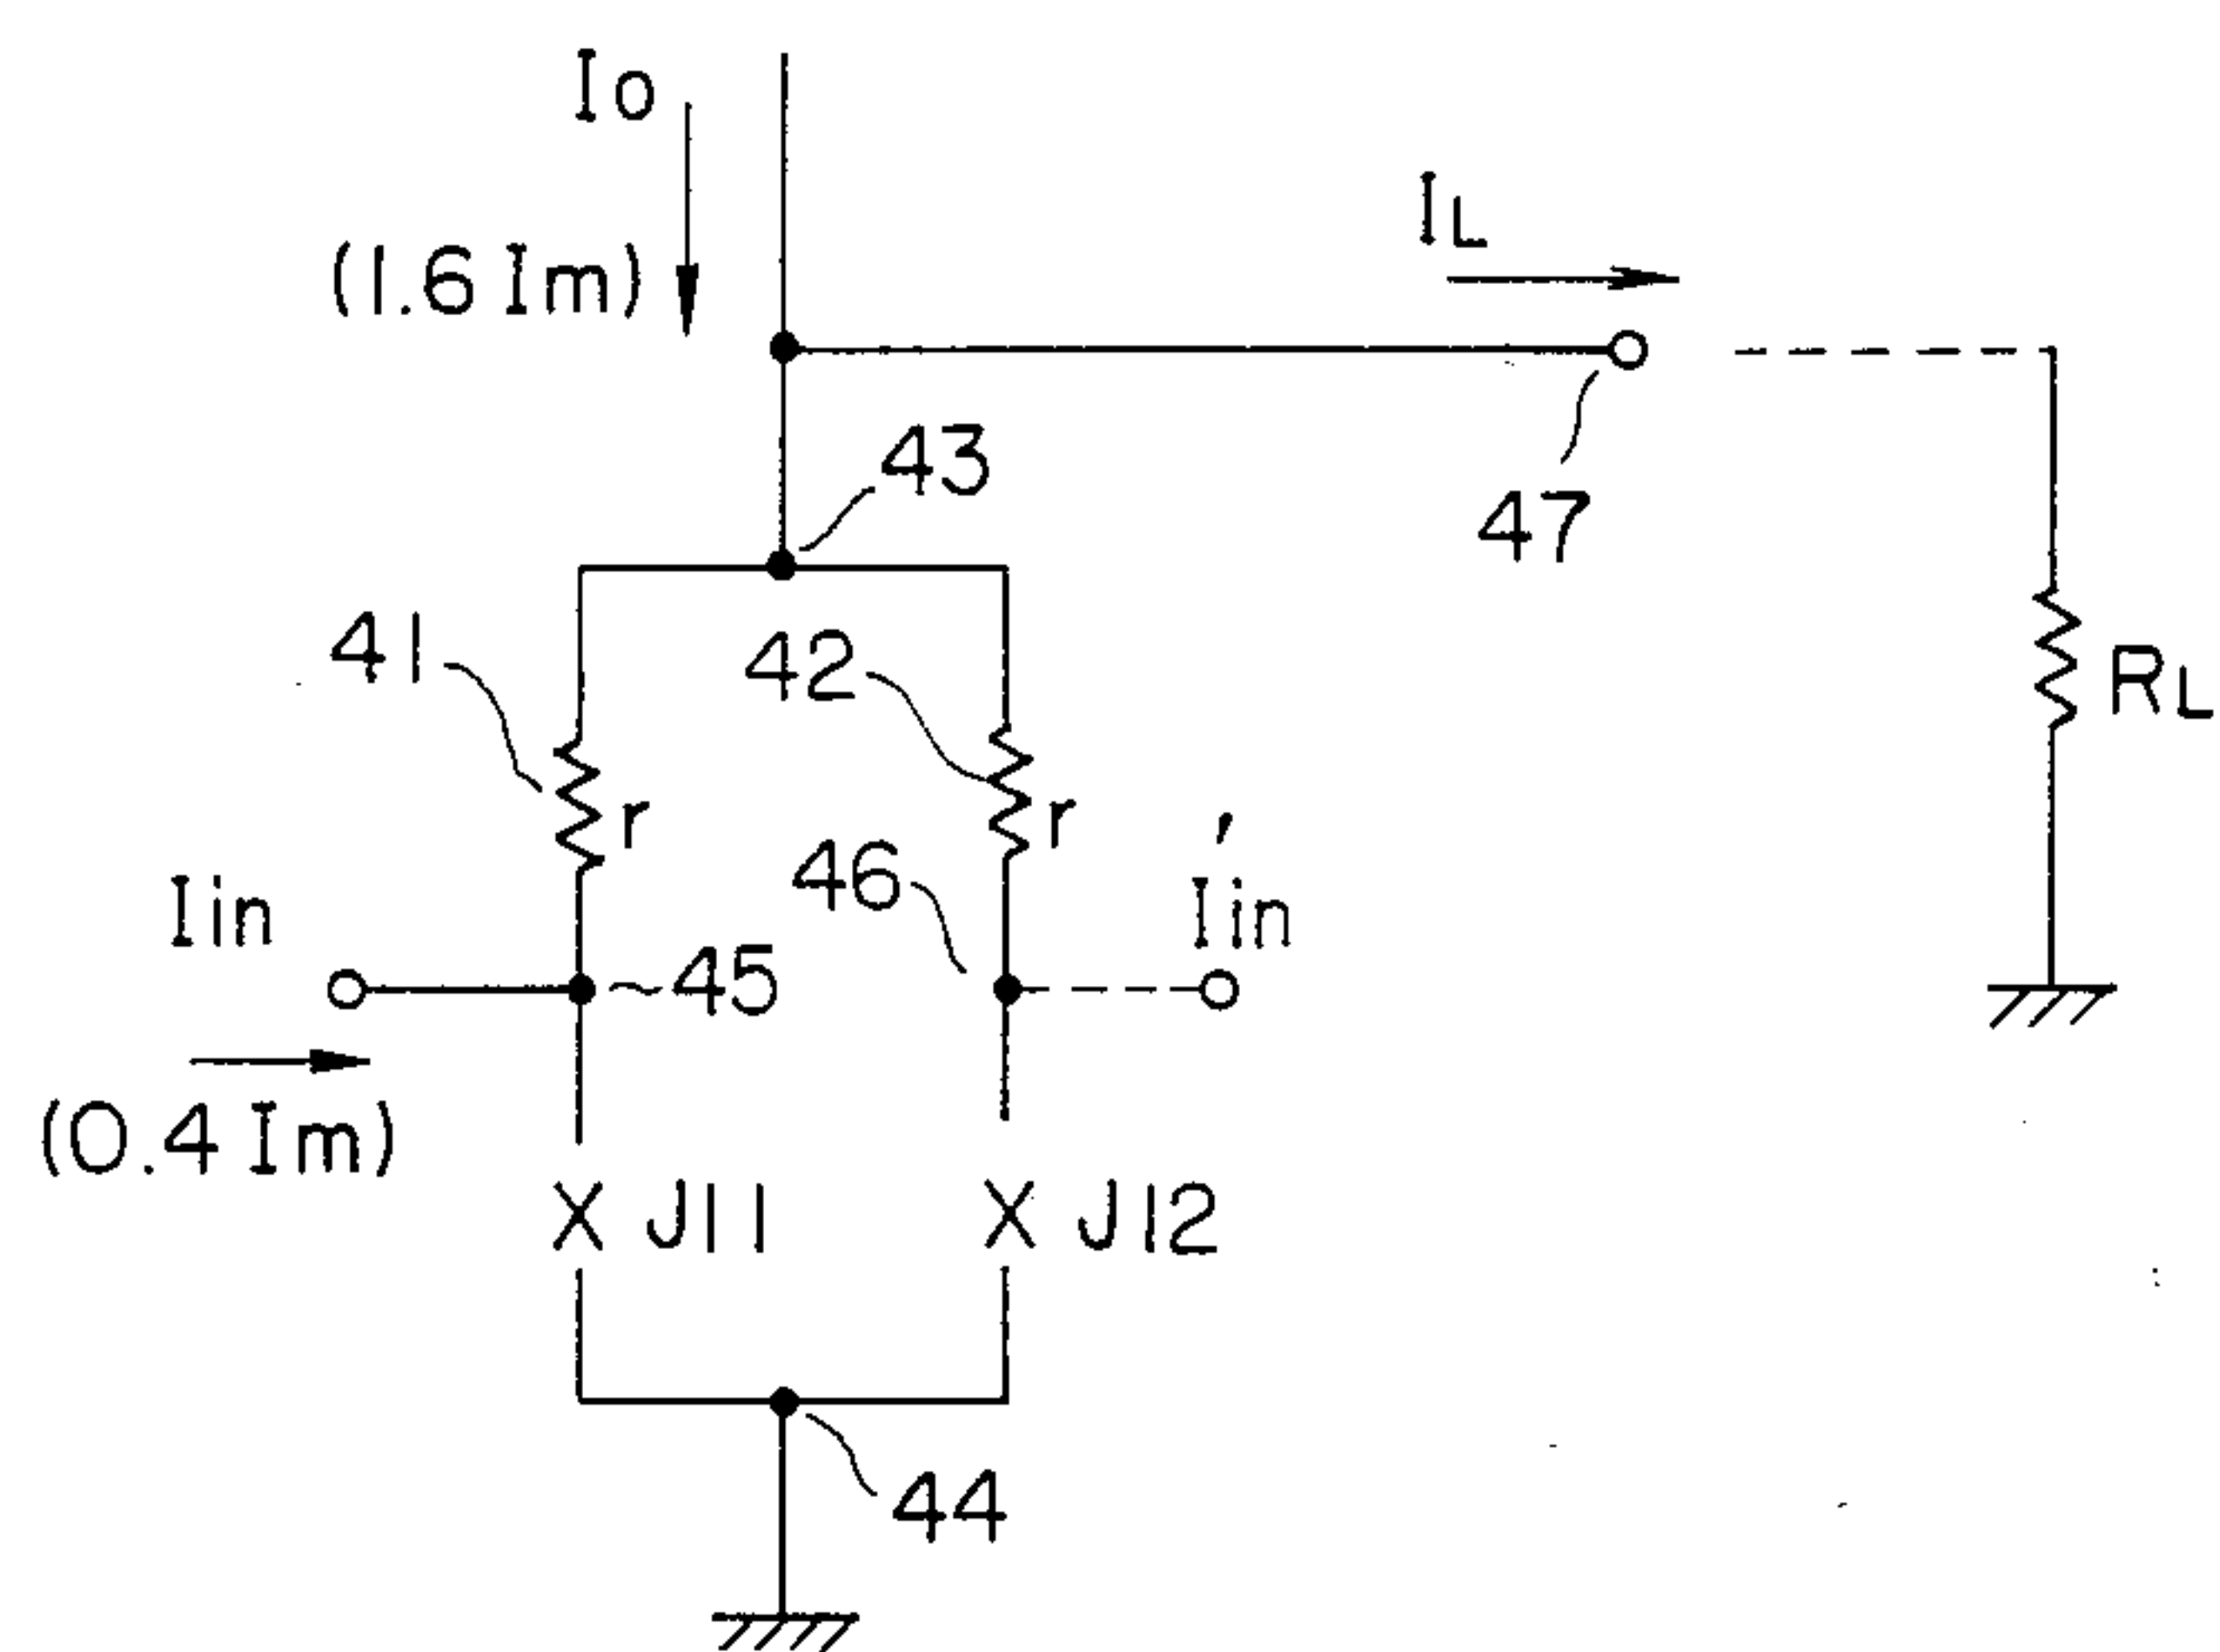 Io
(1.6 Im)
IL
43
47
41
42
r
r
RL
46
Iin
I'in
45
(0.4 Im)
X J11
X J12
44